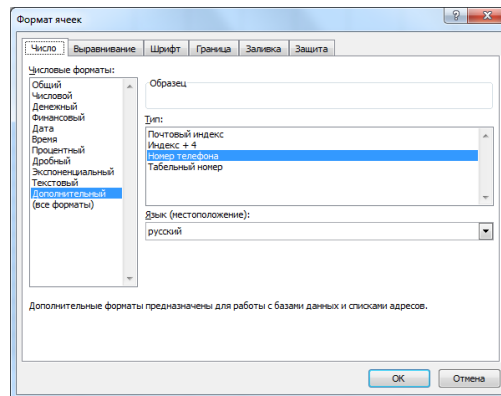 Формат ячеек
Число Выравнивание Шрифт Граница Заливка Защита
Числовые форматы:
Общий
Числовой
Денежный
Финансовый
Дата
Время
Процентный
Дробный
Экспоненциальный
Текстовый
Дополнительный
(все форматы)
Образец
Тип:
Почтовый индекс
Индекс + 4
Номер телефона
Табельный номер
Язык (местоположение):
русский
Дополнительные форматы предназначены для работы с базами данных и списками адресов.
ОК Отмена